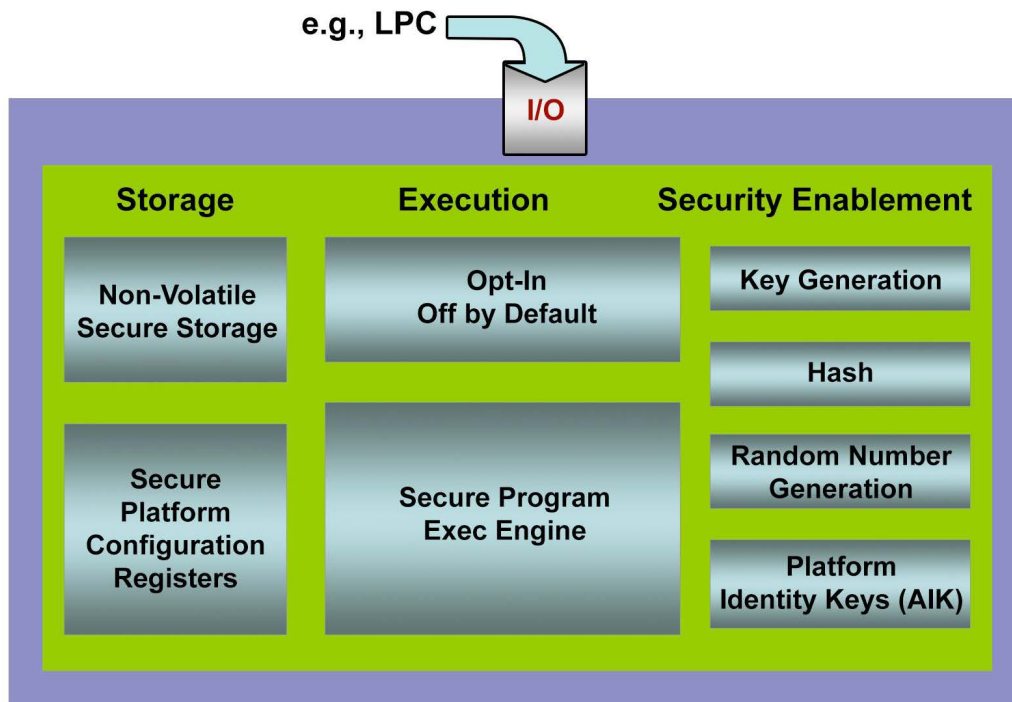 e.g., LPC
I/O
Storage
Non-Volatile
Secure Storage
Secure
Platform
Configuration
Registers
Execution
Opt-In
Off by Default
Secure Program
Exec Engine
Security Enablement
Key Generation
Hash
Random Number
Generation
Platform
Identity Keys (AIK)